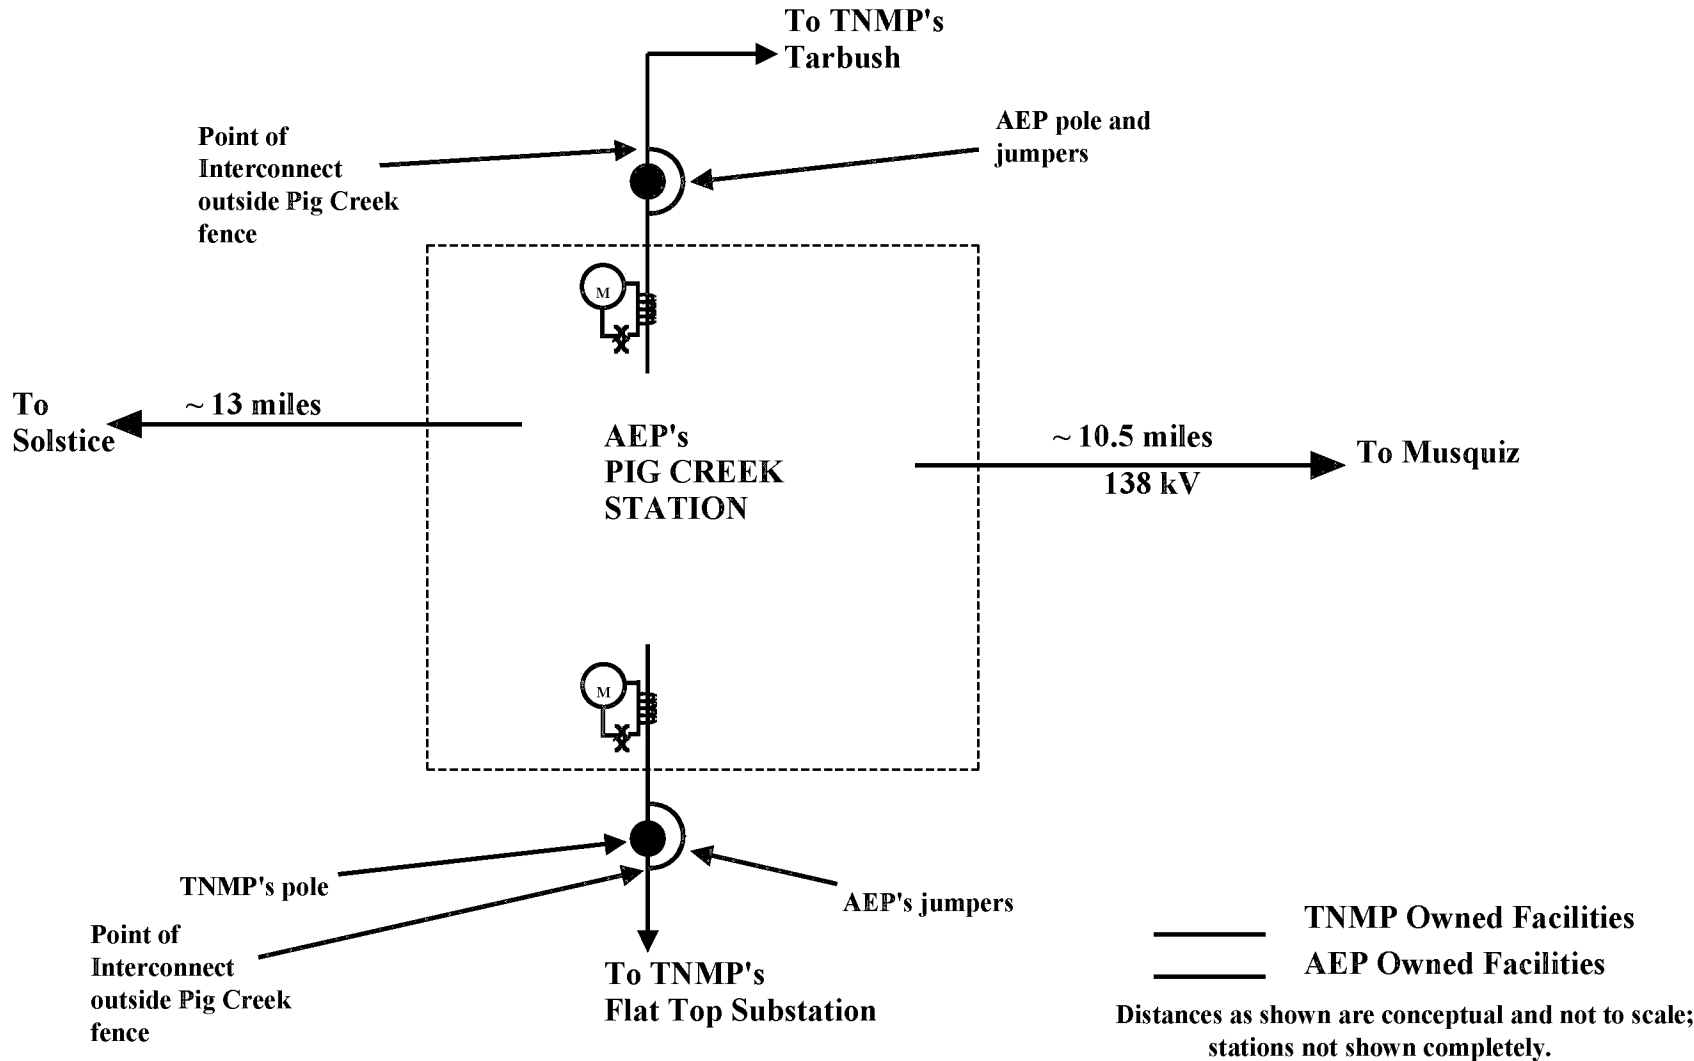 To TNMP's
Tarbush
AEP pole and
jumpers
Point of
Interconnect
outside Pig Creek
fence
M
To
Solstice
~ 13 miles
AEP's
PIG CREEK
STATION
~ 10.5 miles
138 kV
To Musquiz
M
TNMP's pole
AEP's jumpers
Point of
Interconnect
outside Pig Creek
fence
To TNMP's
Flat Top Substation
TNMP Owned Facilities
AEP Owned Facilities
Distances as shown are conceptual and not to scale;
stations not shown completely.